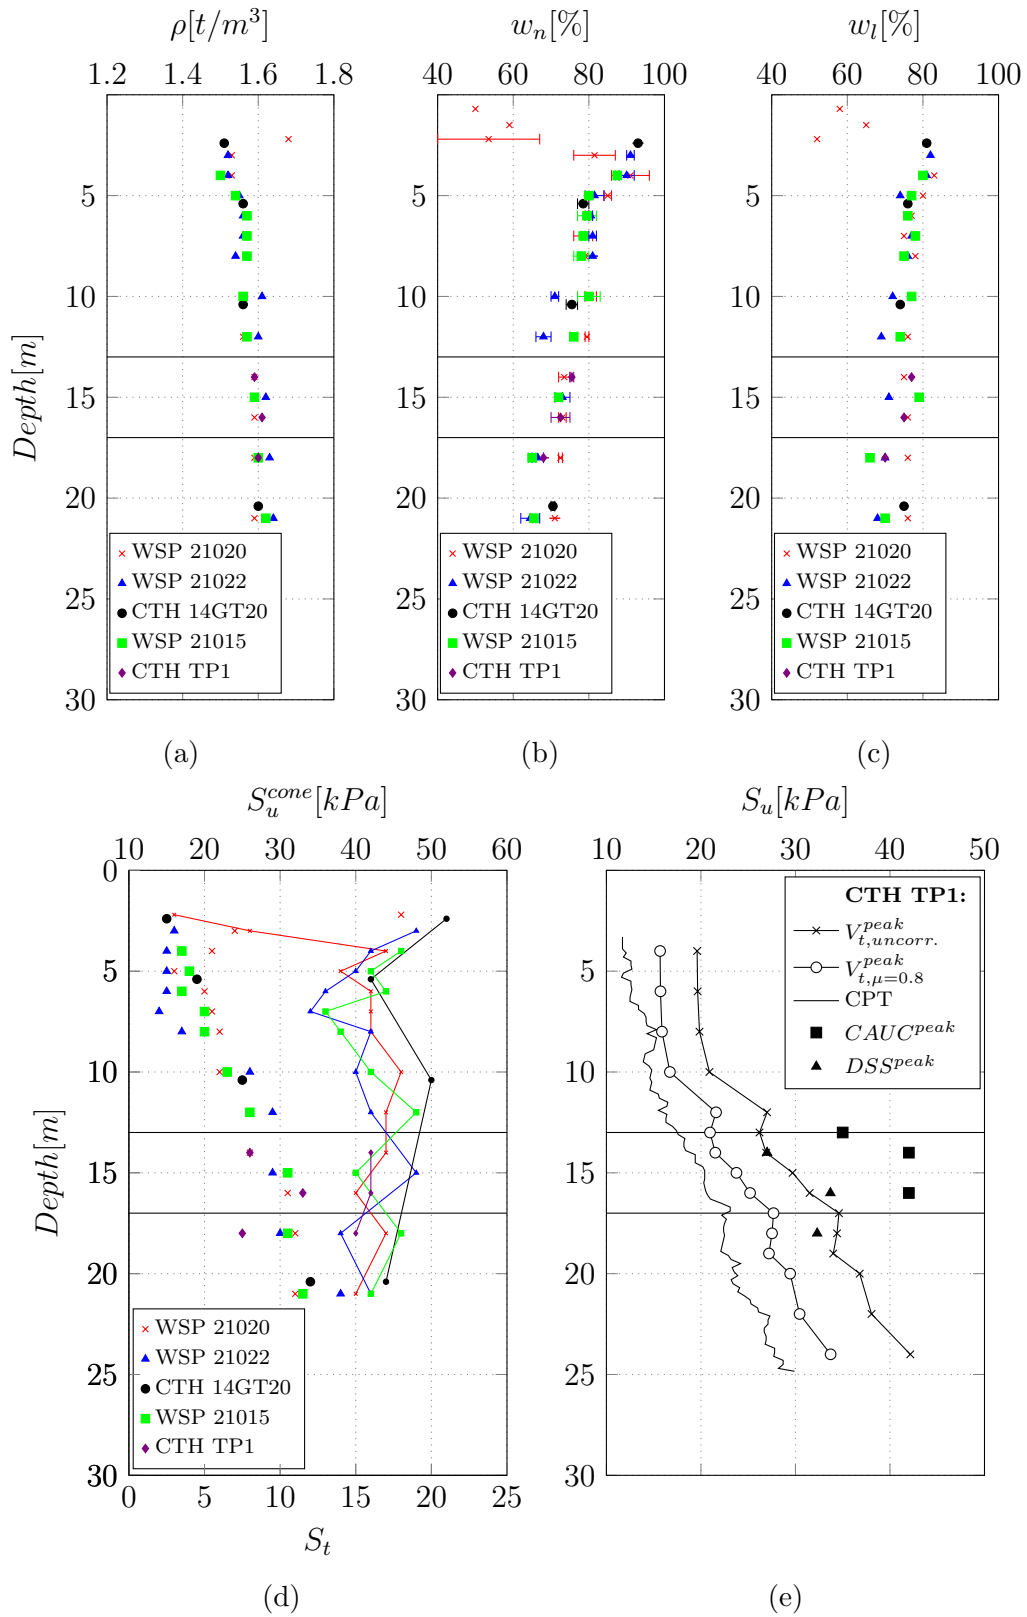 ρ[t/m³] w_n[%] w_l[%]
1.2 1.4 1.6 1.8 40 60 80 100 40 60 80 100
5 5 5
10 10 10
15 15 15
20 20 20
25 25 25
30 30 30
Depth[m]
WSP 21020
WSP 21022
CTH 14GT20
WSP 21015
CTH TP1
WSP 21020
WSP 21022
CTH 14GT20
WSP 21015
CTH TP1
WSP 21020
WSP 21022
CTH 14GT20
WSP 21015
CTH TP1
(a) (b) (c)
S_u^{cone}[kPa] S_u[kPa]
10 20 30 40 50 60 10 20 30 40 50
0
5 5
10 10
15 15
20 20
25 25
30 30
Depth[m]
WSP 21020
WSP 21022
CTH 14GT20
WSP 21015
CTH TP1
0 5 10 15 20 25
S_t
CTH TP1:
V_{t,uncorr.}^{peak}
V_{t,μ=0.8}^{peak}
CPT
CAUC^{peak}
DSS^{peak}
(d) (e)